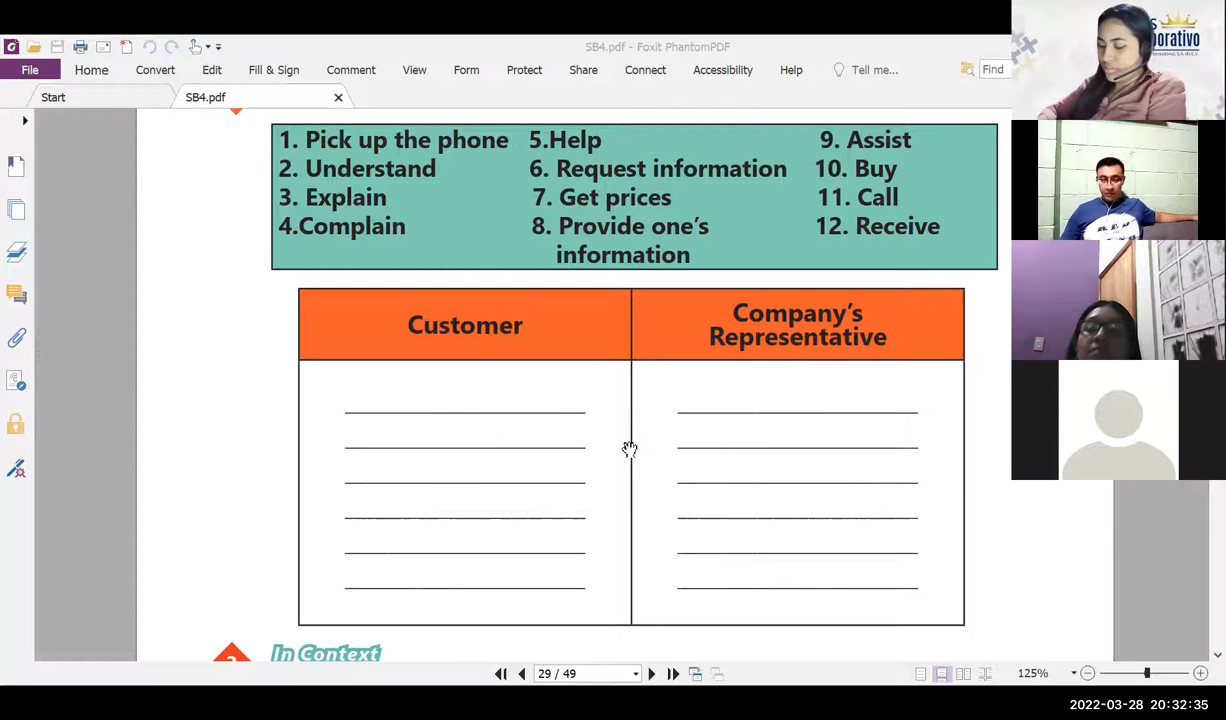 SB4.pdf - Foxit PhantomPDF
File Home Convert Edit Fill & Sign Comment View Form Protect Share Connect Accessibility Help Tell me... Find
Start SB4.pdf
1. Pick up the phone 5.Help 9. Assist
2. Understand 6. Request information 10. Buy
3. Explain 7. Get prices 11. Call
4.Complain 8. Provide one's 12. Receive
information
Customer
Company's
Representative
In Context
29 / 49 125%
2022-03-28 20:32:35